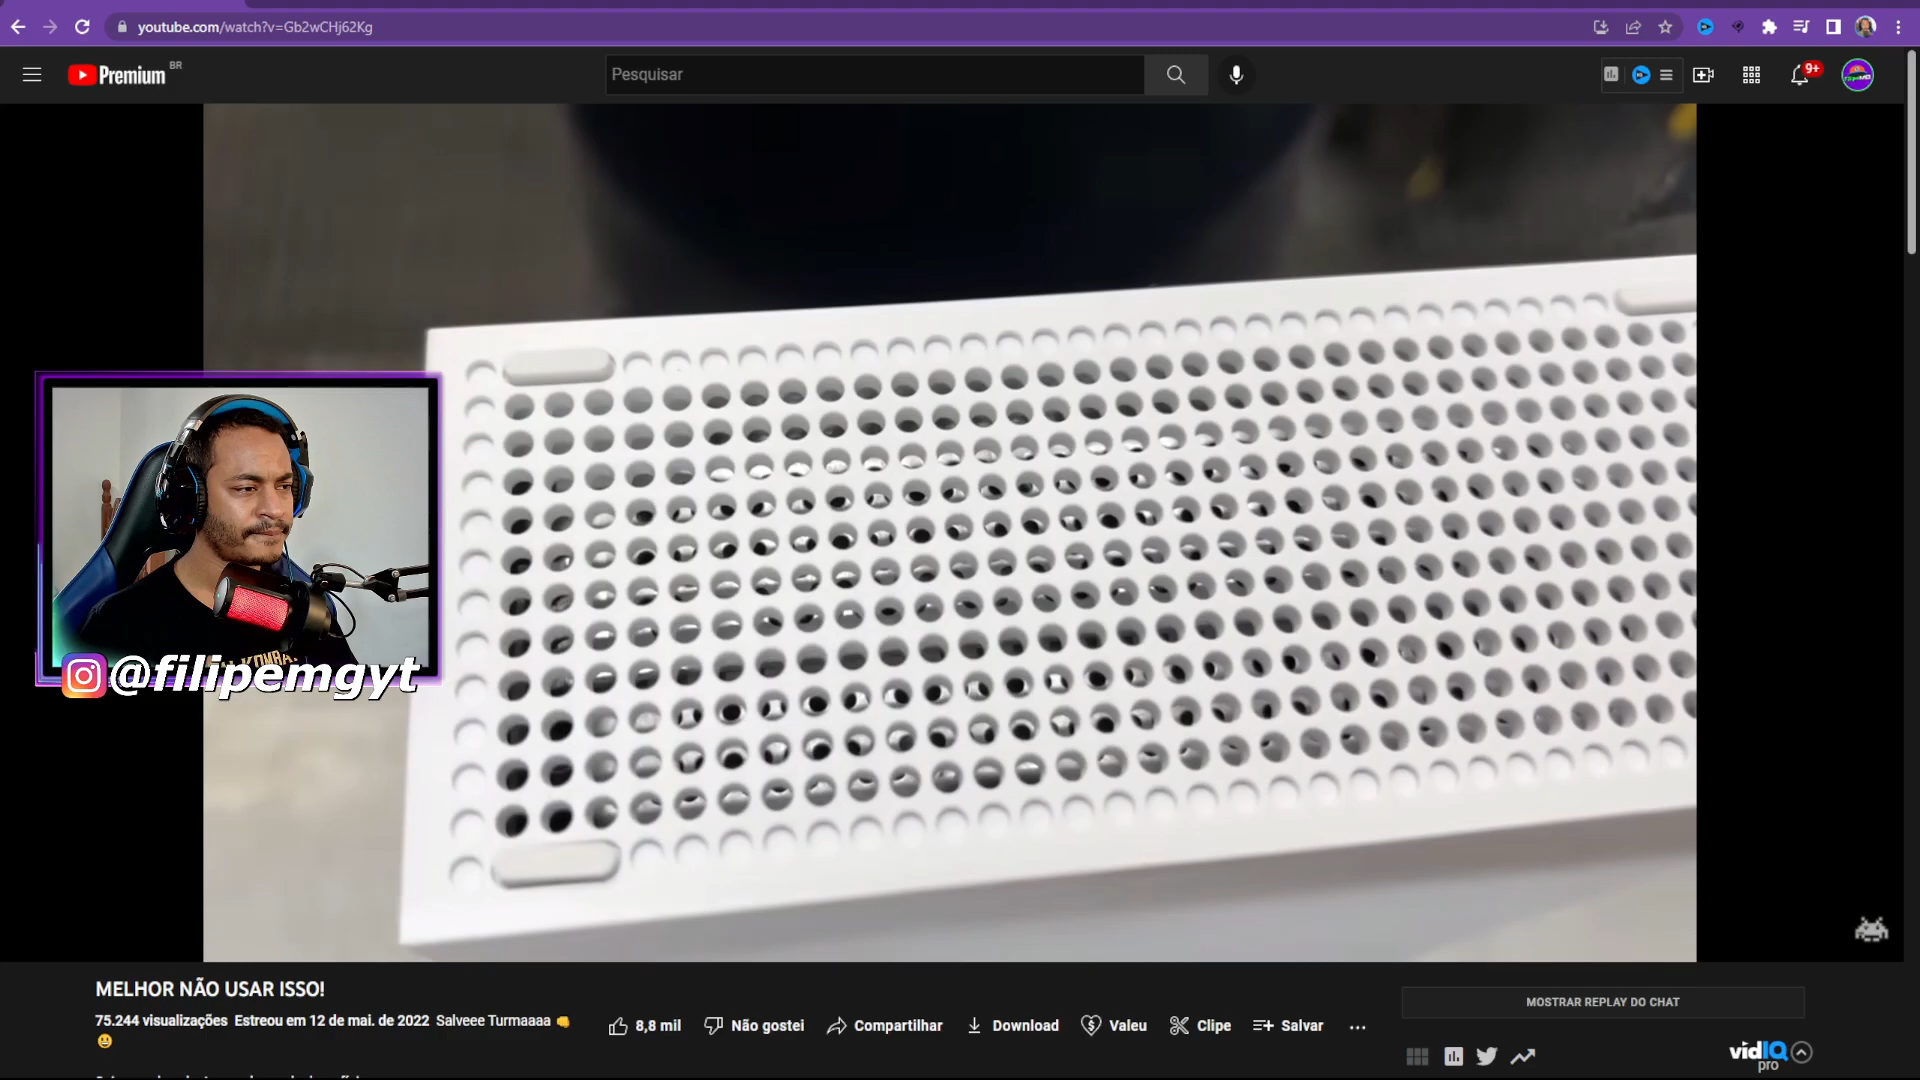 youtube.com/watch?v=Gb2wCHj62Kg
Premium BR
Pesquisar
9+
@filipemgyt
MELHOR NÃO USAR ISSO!
75.244 visualizações Estreou em 12 de mai. de 2022 Salveee Turmaaaa
8,8 mil
Não gostei
Compartilhar
Download
Valeu
Clipe
Salvar
MOSTRAR REPLAY DO CHAT
vidIQ
pro